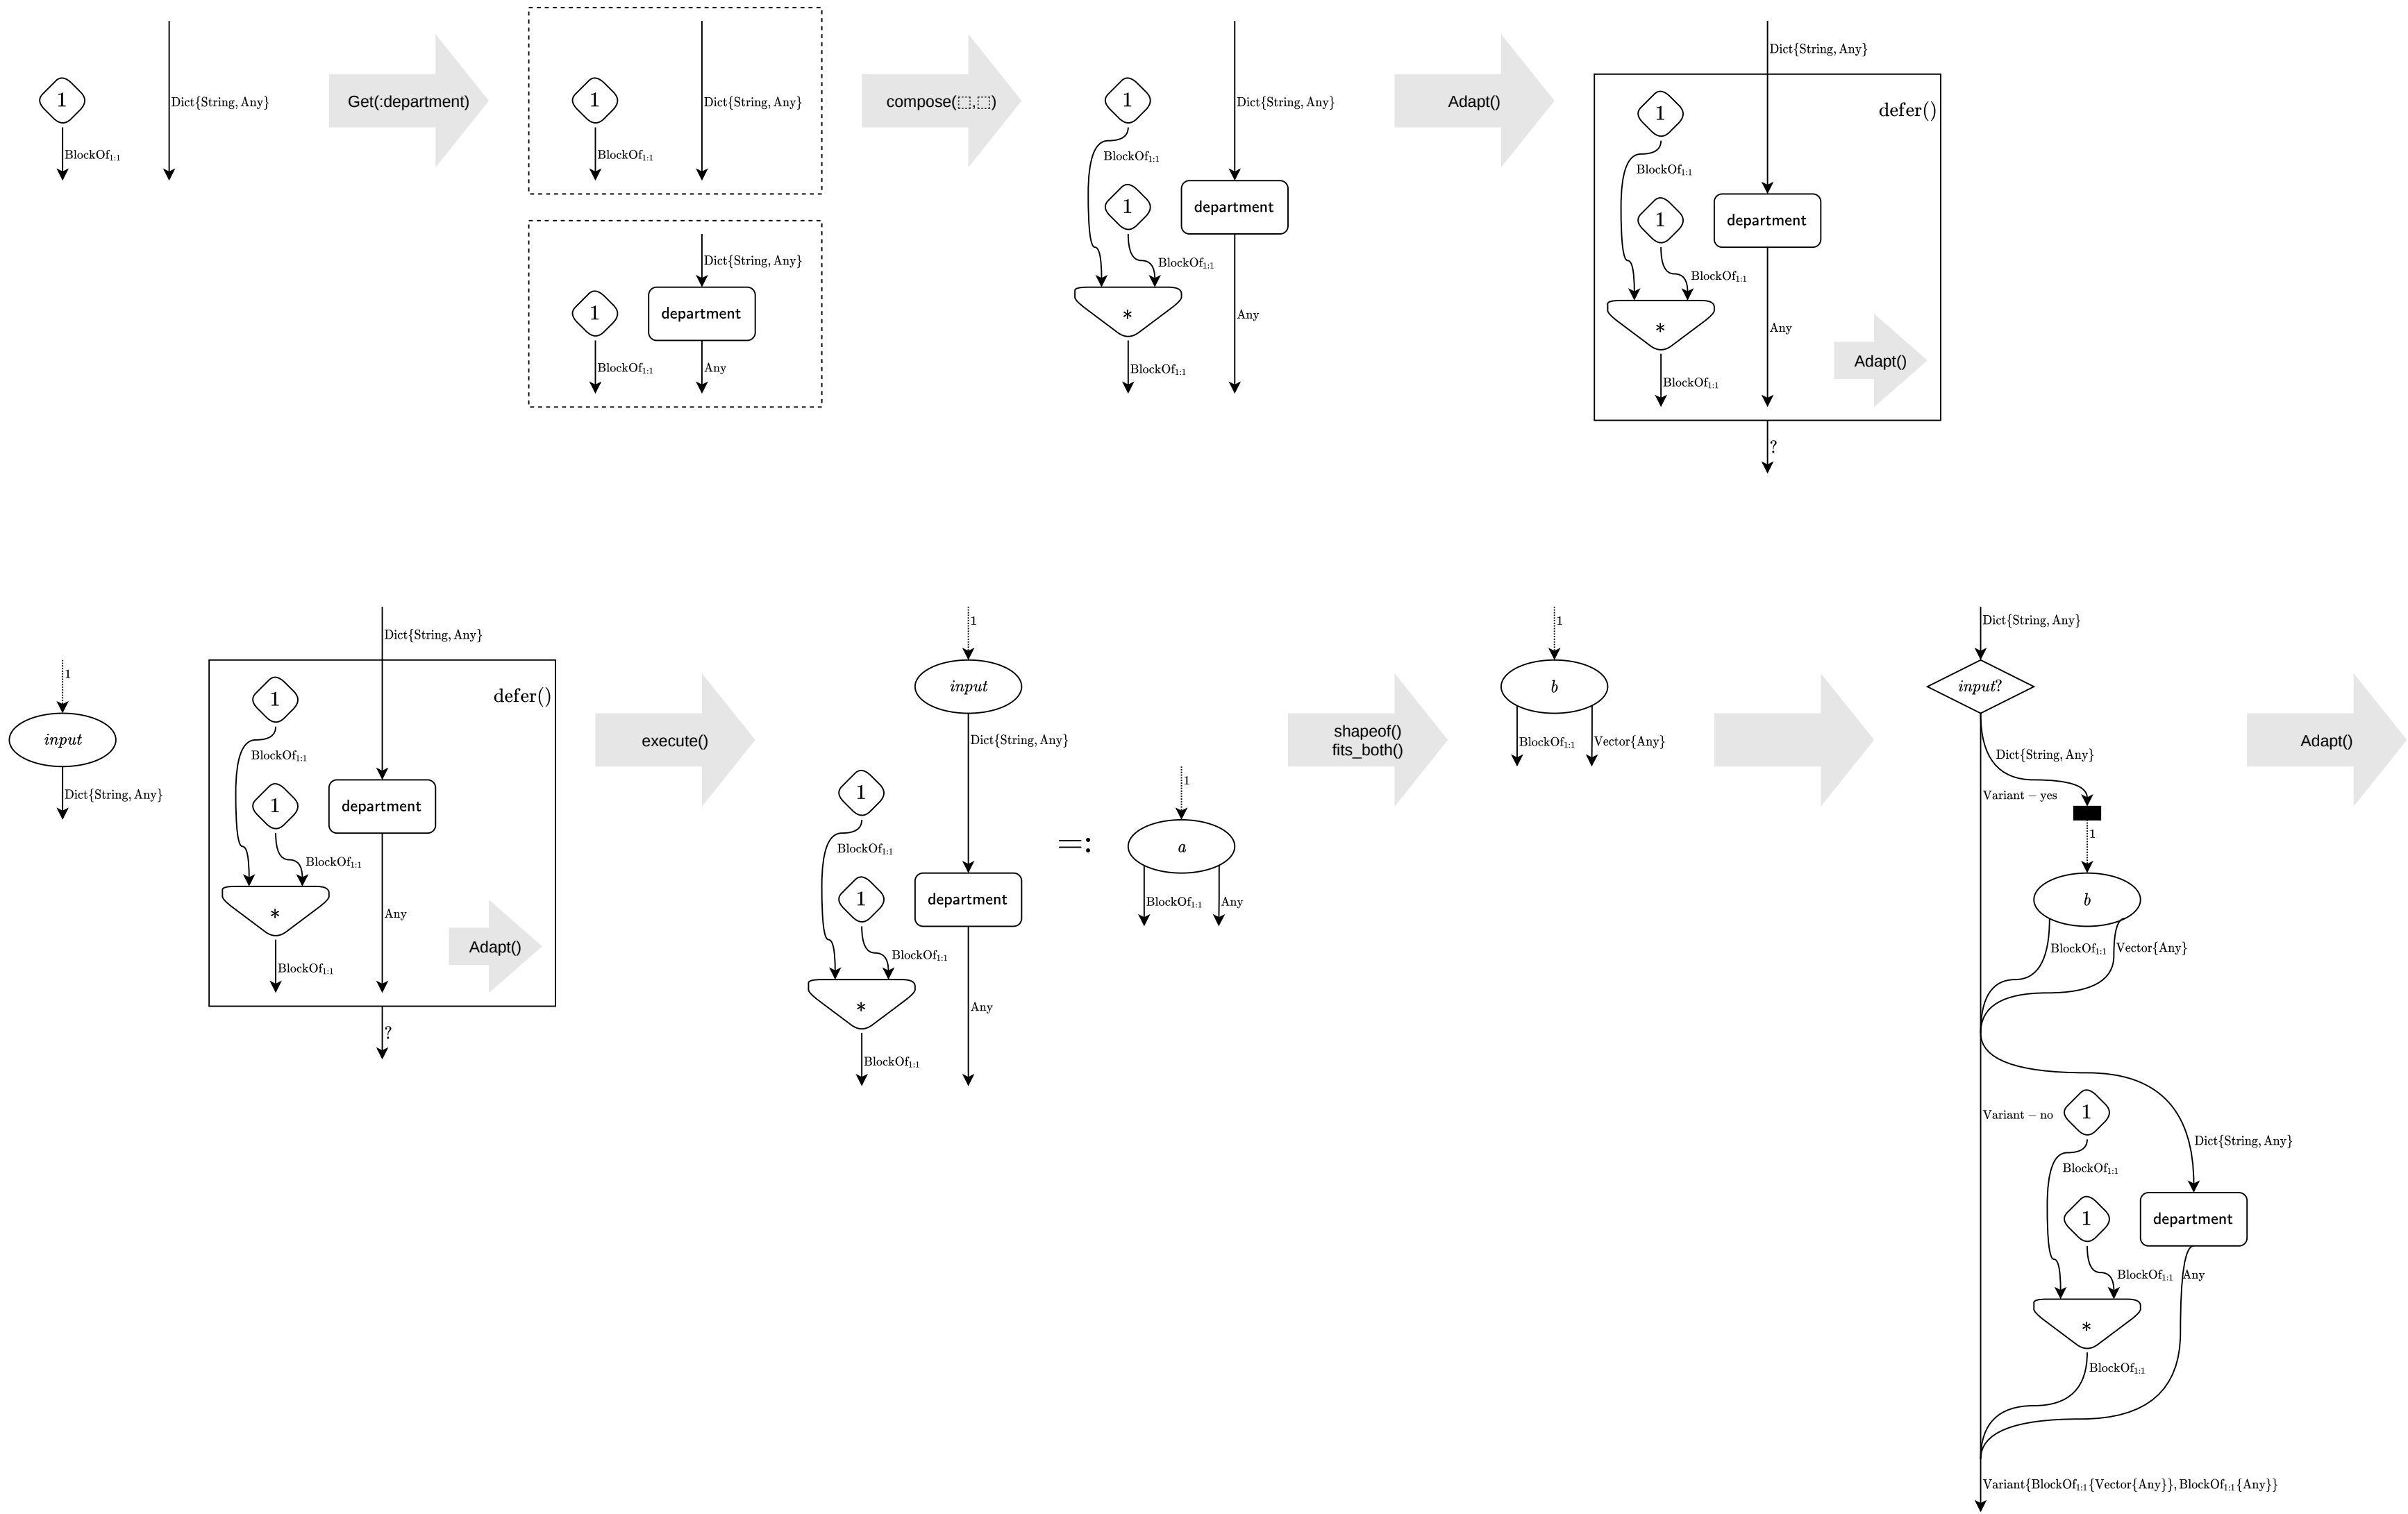 1
BlockOf1:1
Dict{String, Any}
Get(:department)
1
BlockOf1:1
Dict{String, Any}
1
BlockOf1:1
Dict{String, Any}
department
Any
compose(⬚,⬚)
1
BlockOf1:1
1
BlockOf1:1
*
BlockOf1:1
Dict{String, Any}
department
Any
Adapt()
Dict{String, Any}
defer()
1
BlockOf1:1
1
BlockOf1:1
*
BlockOf1:1
department
Any
Adapt()
?
1
input
Dict{String, Any}
Dict{String, Any}
defer()
1
BlockOf1:1
1
BlockOf1:1
*
BlockOf1:1
department
Any
Adapt()
?
execute()
1
input
Dict{String, Any}
1
BlockOf1:1
1
BlockOf1:1
*
BlockOf1:1
department
Any
=:
1
a
BlockOf1:1
Any
shapeof()
fits_both()
1
b
BlockOf1:1
Vector{Any}
Dict{String, Any}
input?
Dict{String, Any}
Variant − yes
1
b
BlockOf1:1
Vector{Any}
Variant − no
1
Dict{String, Any}
BlockOf1:1
1
department
BlockOf1:1
Any
*
BlockOf1:1
Variant{BlockOf1:1{Vector{Any}}, BlockOf1:1{Any}}
Adapt()